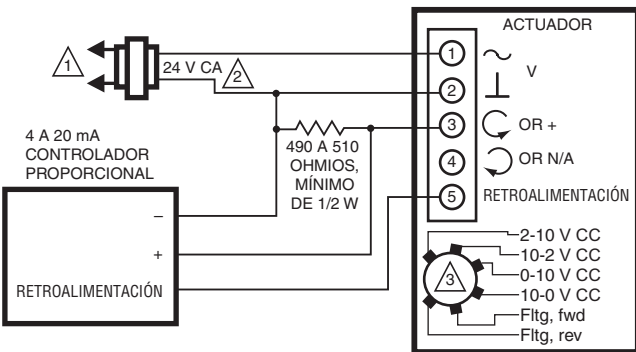 ACTUADOR
1
24 V CA
2
1
V
2
3
OR +
4
OR N/A
5
RETROALIMENTACIÓN
490 A 510
OHMIOS,
MÍNIMO
DE 1/2 W
4 A 20 mA
CONTROLADOR
PROPORCIONAL
–
+
RETROALIMENTACIÓN
3
2-10 V CC
10-2 V CC
0-10 V CC
10-0 V CC
Fltg, fwd
Fltg, rev